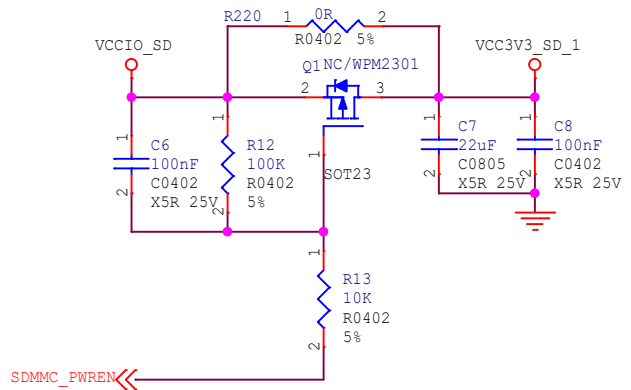 R220 1 0R 2
R0402 5%
VCCIO_SD
VCC3V3_SD_1
Q1 NC/WPM2301
2 3
1
SOT23
1
C6
100nF
C0402
X5R 25V
2
1
R12
100K
R0402
5%
2
1
C7
22uF
C0805
X5R 25V
2
1
C8
100nF
C0402
X5R 25V
2
1
R13
10K
R0402
5%
2
SDMMC_PWREN